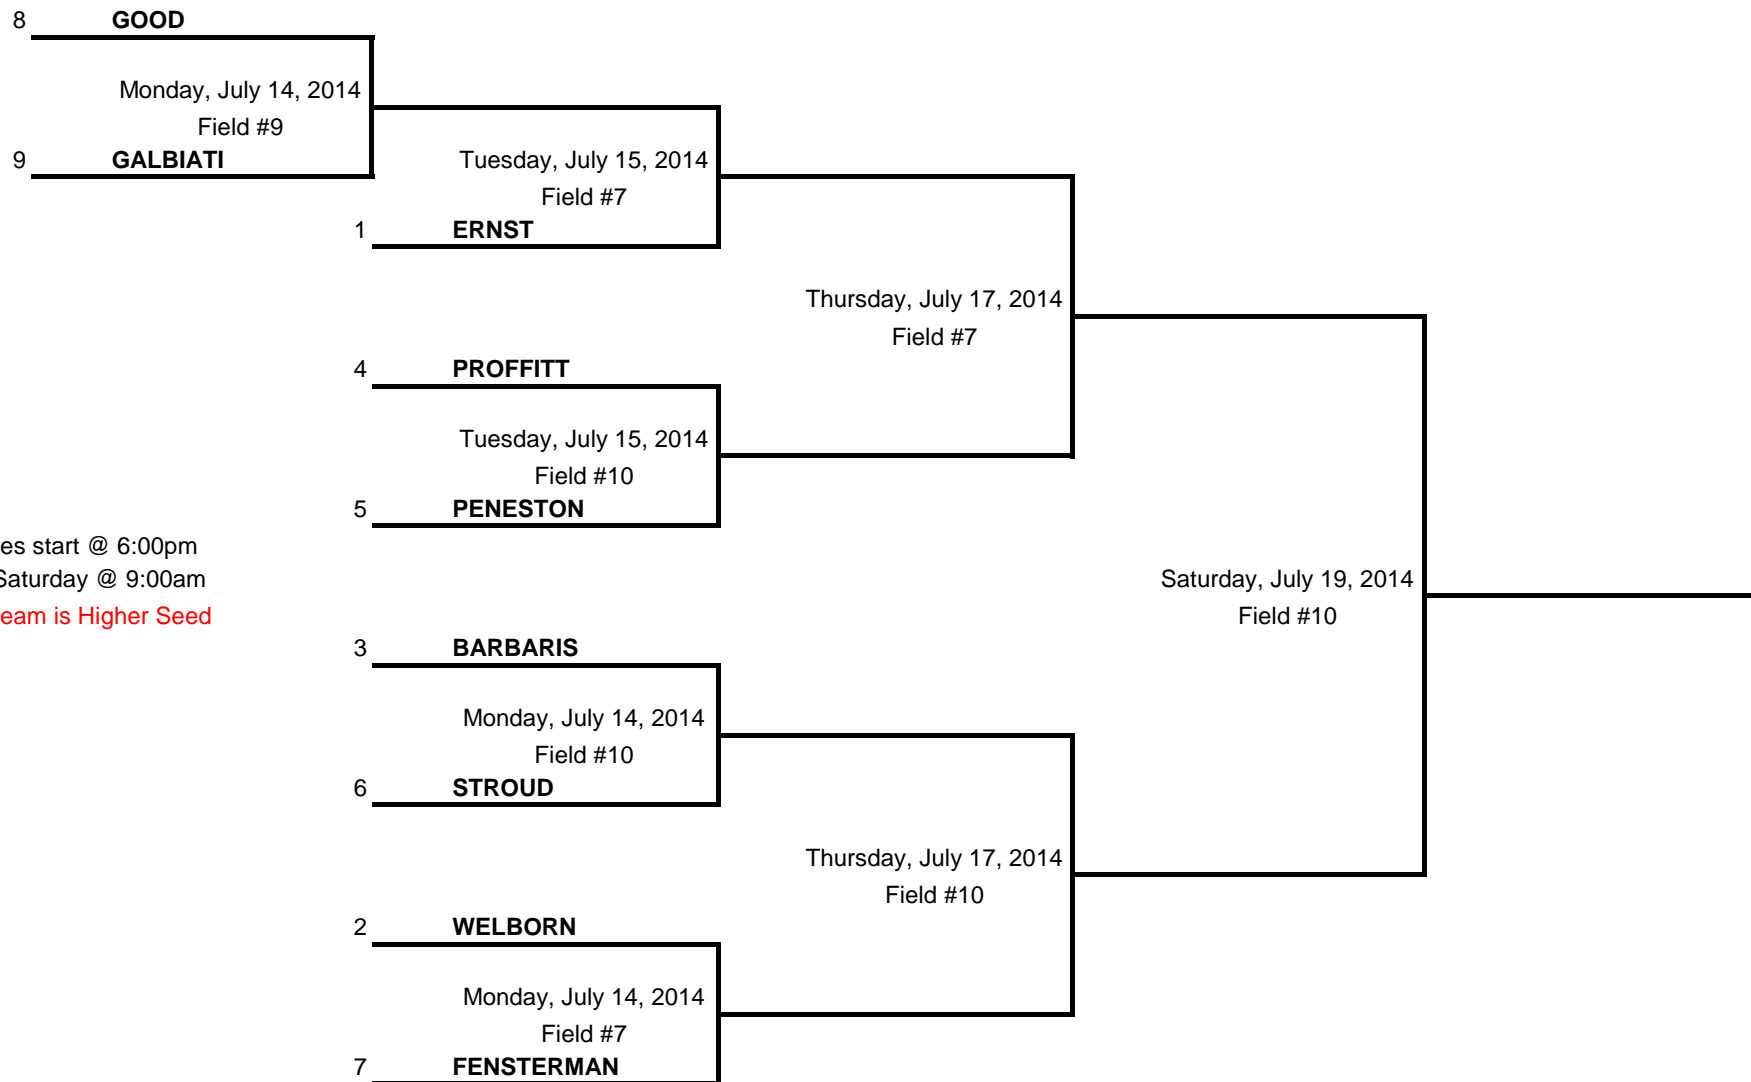 8 GOOD
Monday, July 14, 2014
Field #9
9 GALBIATI
Tuesday, July 15, 2014
Field #7
1 ERNST
Thursday, July 17, 2014
Field #7
4 PROFFITT
Tuesday, July 15, 2014
Field #10
5 PENESTON
es start @ 6:00pm
Saturday @ 9:00am
eam is Higher Seed
Saturday, July 19, 2014
Field #10
3 BARBARIS
Monday, July 14, 2014
Field #10
6 STROUD
Thursday, July 17, 2014
Field #10
2 WELBORN
Monday, July 14, 2014
Field #7
7 FENSTERMAN